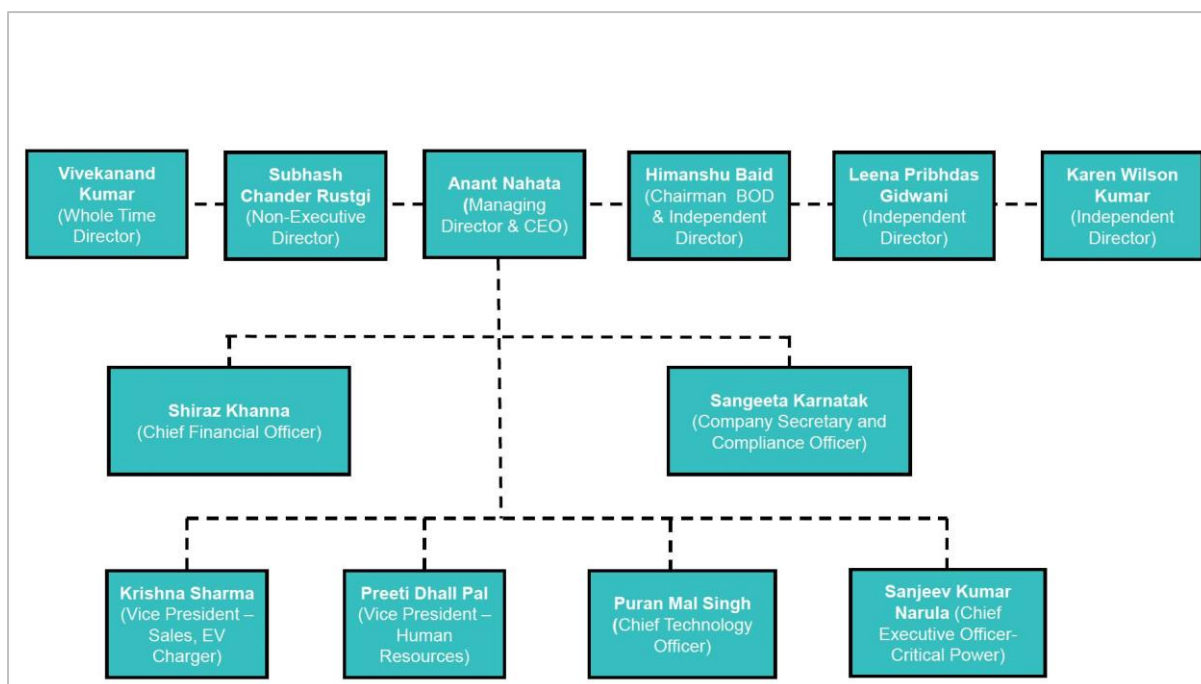 Vivekanand
Kumar
(Whole Time
Director)
Subhash
Chander Rustgi
(Non-Executive
Director)
Anant Nahata
(Managing
Director & CEO)
Himanshu Baid
(Chairman BOD
& Independent
Director)
Leena Pribhdas
Gidwani
(Independent
Director)
Karen Wilson
Kumar
(Independent
Director)
Shiraz Khanna
(Chief Financial Officer)
Sangeeta Karnatak
(Company Secretary and
Compliance Officer)
Krishna Sharma
(Vice President –
Sales, EV
Charger)
Preeti Dhall Pal
(Vice President –
Human
Resources)
Puran Mal Singh
(Chief Technology
Officer)
Sanjeev Kumar
Narula (Chief
Executive Officer-
Critical Power)